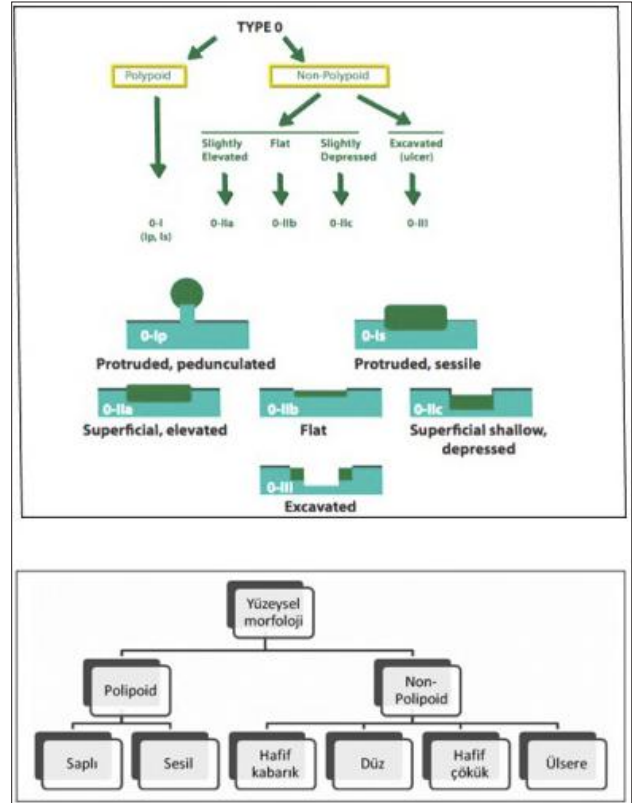 TYPE 0
Polypoid
Non-Polypoid
Slightly
Elevated
Flat
Slightly
Depressed
Excavated
(ulcer)
0-I
(Ip, Is)
0-IIa
0-IIb
0-IIc
0-III
0-Ip
Protruded, pedunculated
0-Is
Protruded, sessile
0-IIa
Superficial, elevated
0-IIb
Flat
0-IIc
Superficial shallow,
depressed
0-III
Excavated
Yüzeysel
morfoloji
Polipoid
Non-
Polipoid
Saplı
Sesil
Hafif
kabarık
Düz
Hafif
çökük
Ülsere